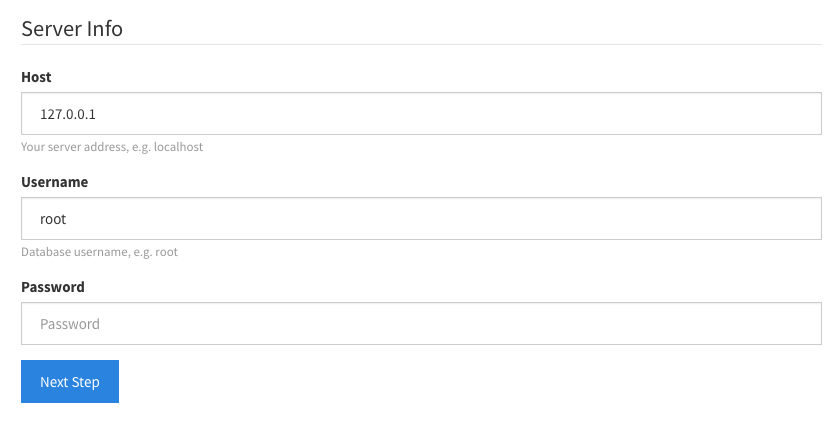 Server Info
Host
127.0.0.1
Your server address, e.g. localhost
Username
root
Database username, e.g. root
Password
Password
Next Step